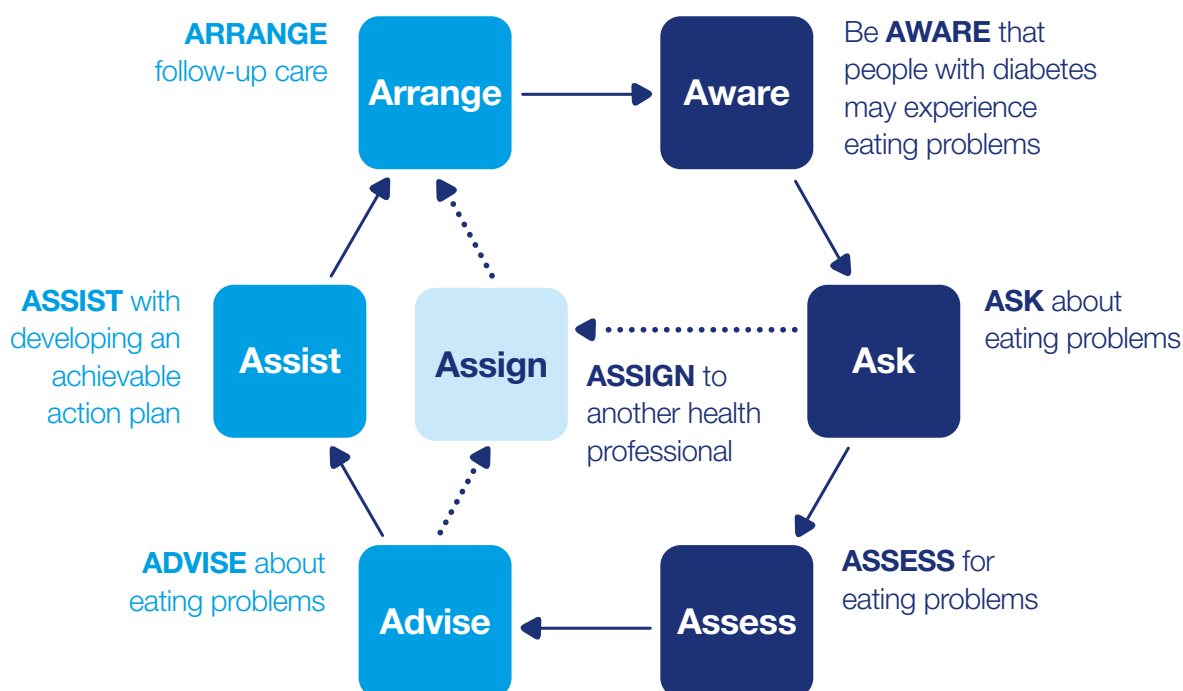 ARRANGE
follow-up care
Arrange
Aware
Be AWARE that
people with diabetes
may experience
eating problems
ASSIST with
developing an
achievable
action plan
Assist
Assign
ASSIGN to
another health
professional
Ask
ASK about
eating problems
ADVISE about
eating problems
Advise
Assess
ASSESS for
eating problems